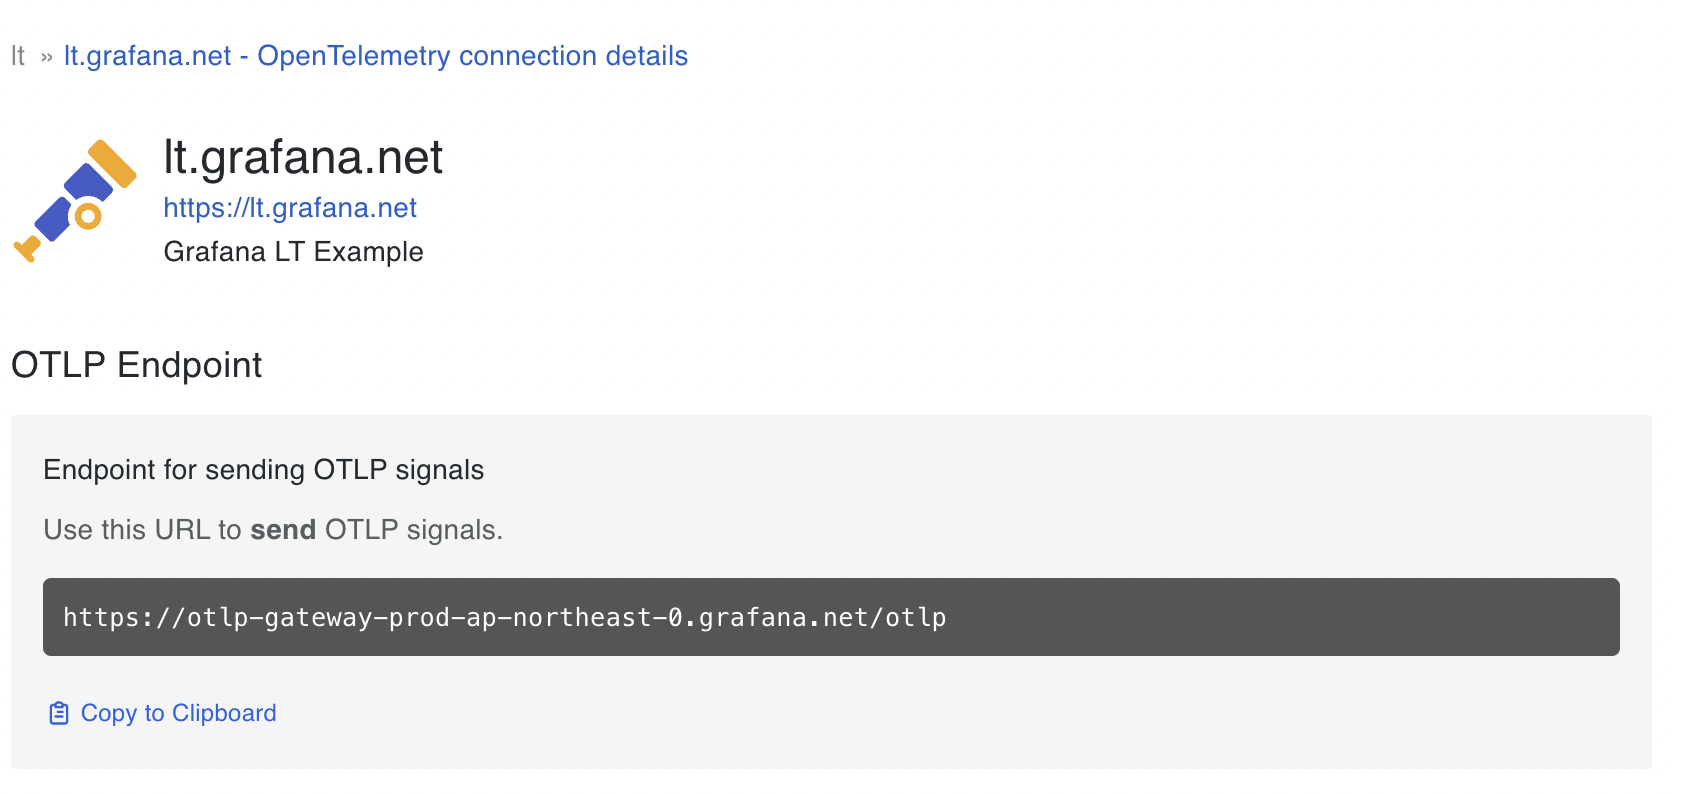 lt » lt.grafana.net - OpenTelemetry connection details
lt.grafana.net
https://lt.grafana.net
Grafana LT Example
OTLP Endpoint
Endpoint for sending OTLP signals
Use this URL to send OTLP signals.
https://otlp-gateway-prod-ap-northeast-0.grafana.net/otlp
Copy to Clipboard